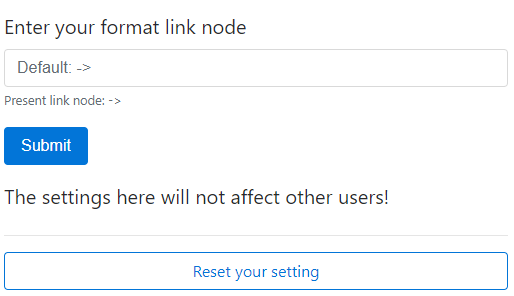 Enter your format link node
Default: ->
Present link node: ->
Submit
The settings here will not affect other users!
Reset your setting